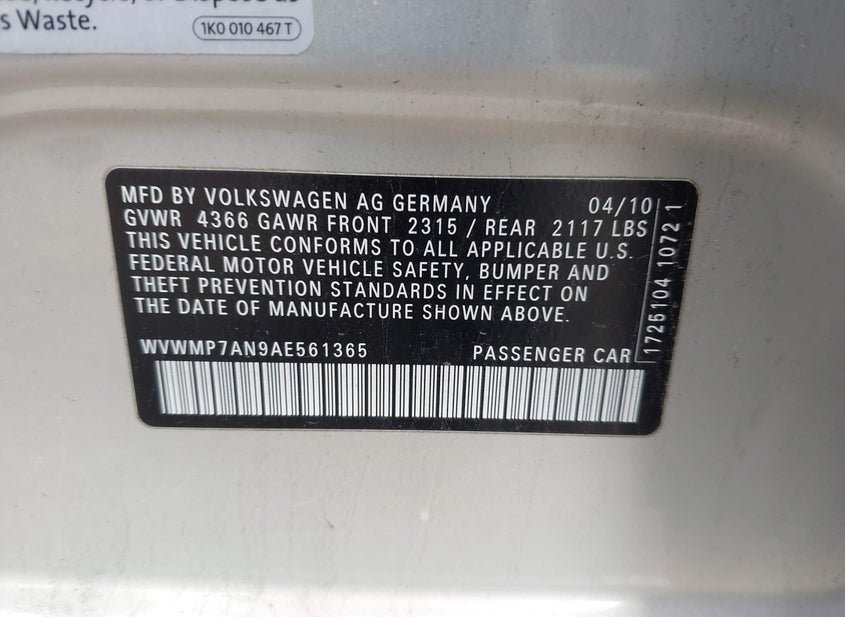 s Waste.
1K0 010 467 T
MFD BY VOLKSWAGEN AG GERMANY 04/10
GVWR 4366 GAWR FRONT 2315 / REAR 2117 LBS
THIS VEHICLE CONFORMS TO ALL APPLICABLE U.S.
FEDERAL MOTOR VEHICLE SAFETY, BUMPER AND
THEFT PREVENTION STANDARDS IN EFFECT ON
THE DATE OF MANUFACTURE SHOWN ABOVE.
WVWMP7AN9AE561365 PASSENGER CAR
1725104 1072 1